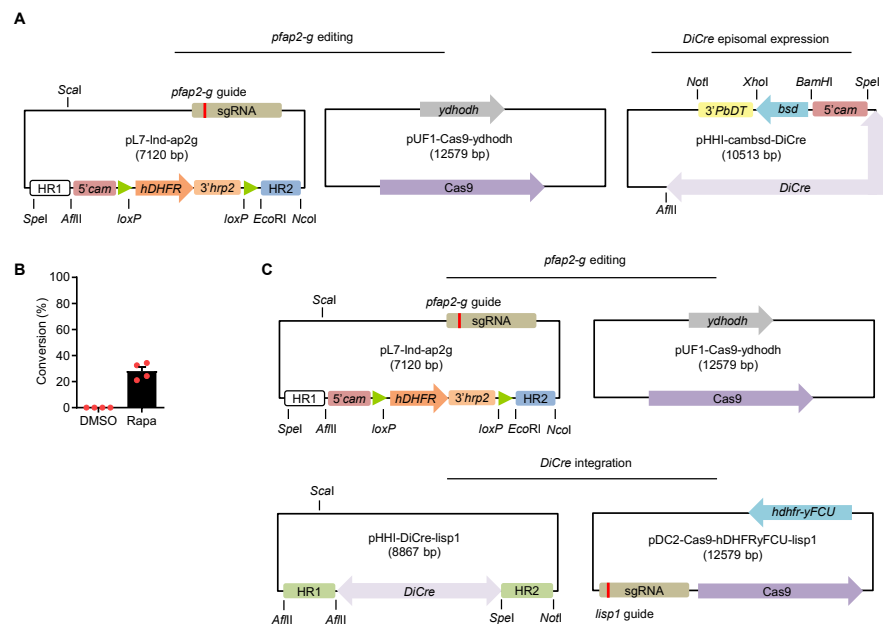 A
pfap2-g editing
DiCre episomal expression
ScaI
pfap2-g guide
sgRNA
pL7-Ind-ap2g
(7120 bp)
HR1
5'cam
hDHFR
3'hrp2
HR2
SpeI
AflII
loxP
loxP
EcoRI
NcoI
ydhodh
pUF1-Cas9-ydhodh
(12579 bp)
Cas9
NotI
XhoI
BamHI
SpeI
3'PbDT
bsd
5'cam
pHHI-cambsd-DiCre
(10513 bp)
DiCre
AflII
B
Conversion (%)
100
80
60
40
20
0
DMSO
Rapa
C
pfap2-g editing
ScaI
pfap2-g guide
sgRNA
pL7-Ind-ap2g
(7120 bp)
HR1
5'cam
hDHFR
3'hrp2
HR2
SpeI
AflII
loxP
loxP
EcoRI
NcoI
ydhodh
pUF1-Cas9-ydhodh
(12579 bp)
Cas9
DiCre integration
ScaI
pHHI-DiCre-lisp1
(8867 bp)
HR1
DiCre
HR2
AflII
AflII
SpeI
NotI
hdhfr-yFCU
pDC2-Cas9-hDHFRyFCU-lisp1
(12579 bp)
sgRNA
Cas9
lisp1 guide